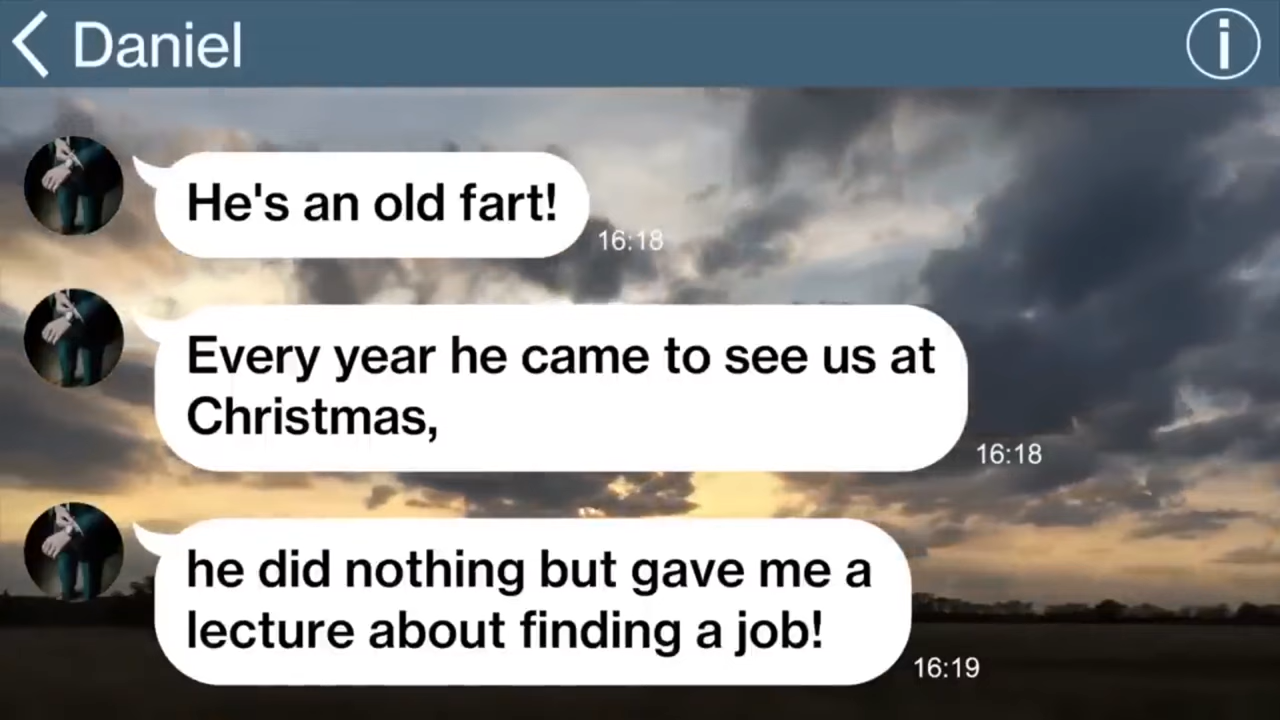 Daniel
He's an old fart!
16:18
Every year he came to see us at
Christmas,
16:18
he did nothing but gave me a
lecture about finding a job!
16:19